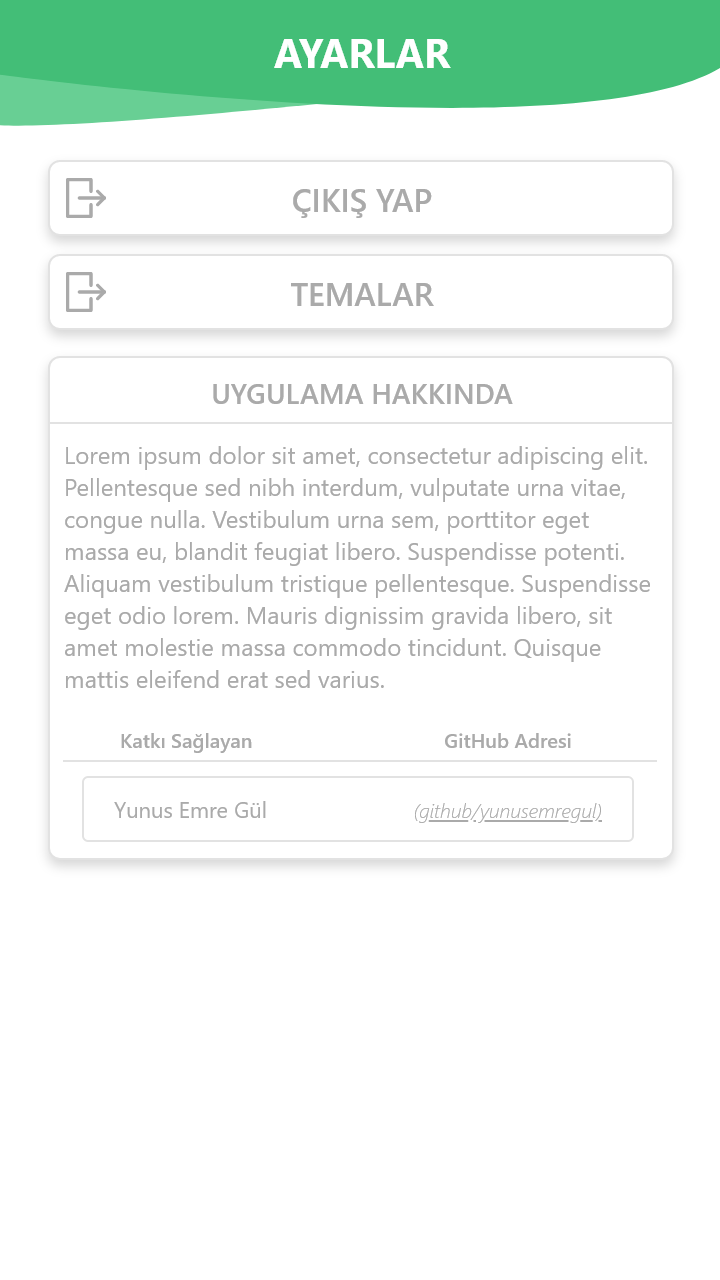 AYARLAR
ÇIKIŞ YAP
TEMALAR
UYGULAMA HAKKINDA
Lorem ipsum dolor sit amet, consectetur adipiscing elit.
Pellentesque sed nibh interdum, vulputate urna vitae,
congue nulla. Vestibulum urna sem, porttitor eget
massa eu, blandit feugiat libero. Suspendisse potenti.
Aliquam vestibulum tristique pellentesque. Suspendisse
eget odio lorem. Mauris dignissim gravida libero, sit
amet molestie massa commodo tincidunt. Quisque
mattis eleifend erat sed varius.
Katkı Sağlayan GitHub Adresi
Yunus Emre Gül (github/yunusemregul)